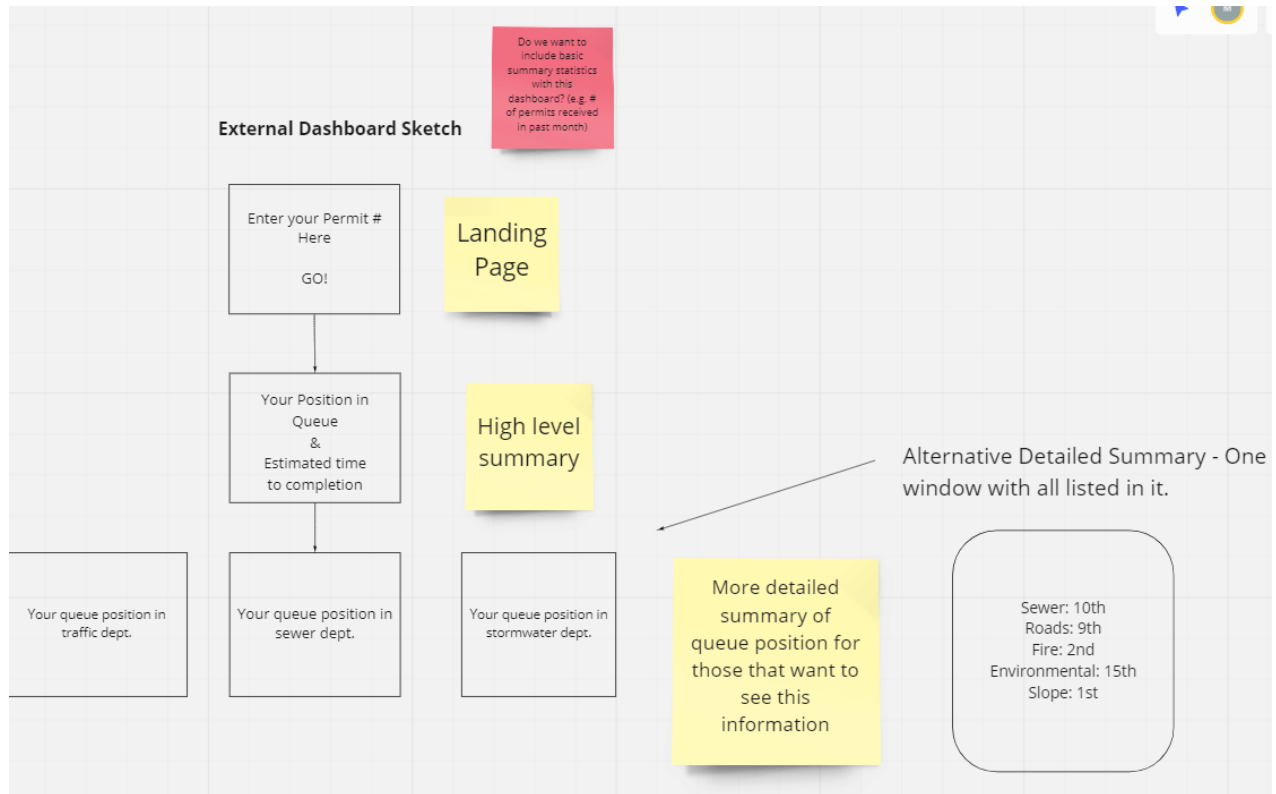 Do we want to
include basic
summary statistics
with this
dashboard? (e.g. #
of permits received
in past month)
External Dashboard Sketch
Enter your Permit #
Here
GO!
Landing
Page
Your Position in
Queue
&
Estimated time
to completion
High level
summary
Alternative Detailed Summary - One
window with all listed in it.
Your queue position in
traffic dept.
Your queue position in
sewer dept.
Your queue position in
stormwater dept.
More detailed
summary of
queue position for
those that want to
see this
information
Sewer: 10th
Roads: 9th
Fire: 2nd
Environmental: 15th
Slope: 1st